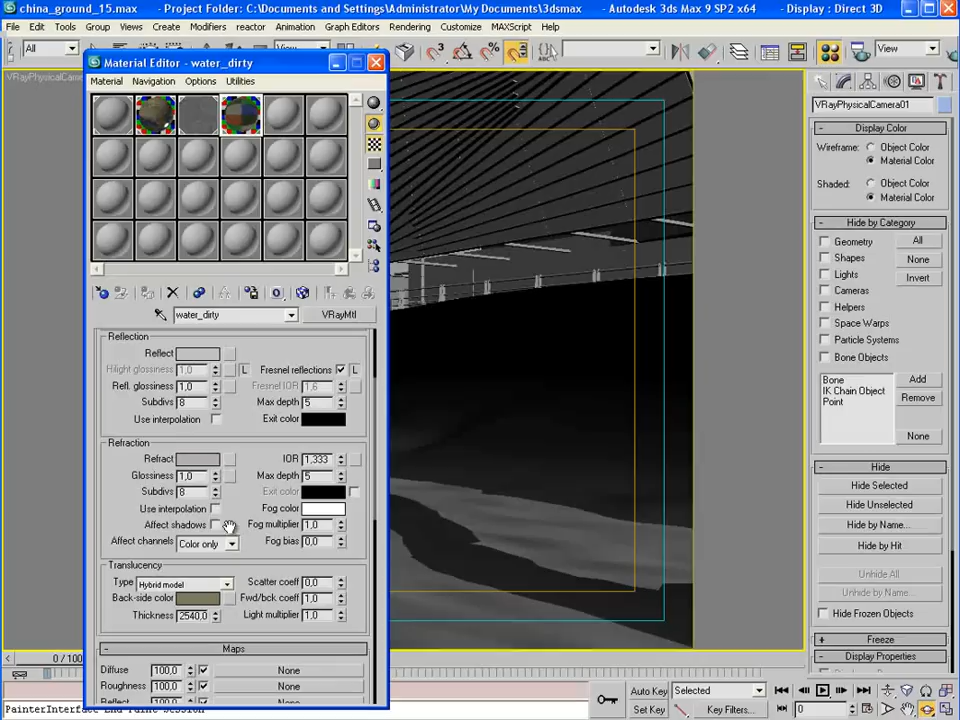 china_ground_15.max - Project Folder: C:\Documents and Settings\Administrator\My Documents\3dsmax - Autodesk 3ds Max 9 SP2 x64 - Display : Direct 3D
File Edit Tools Group Views Create Modifiers reactor Animation Graph Editors Rendering Customize MAXScript Help
All View
Material Editor - water_dirty
Material Navigation Options Utilities
water_dirty VRayMtl
Reflection
Reflect
Hilight glossiness 1,0 L Fresnel reflections L
Refl. glossiness 1,0 Fresnel IOR 1,6
Subdivs 8 Max depth 5
Use interpolation Exit color
Refraction
Refract IOR 1,333
Glossiness 1,0 Max depth 5
Subdivs 8 Exit color
Use interpolation Fog color
Affect shadows Fog multiplier 1,0
Affect channels Color only Fog bias 0,0
Translucency
Type Hybrid model Scatter coeff 0,0
Back-side color Fwd/bck coeff 1,0
Thickness 2540,0 Light multiplier 1,0
- Maps
Diffuse 100,0 None
Roughness 100,0 None
VRayPhysicalCamera01
- Display Color
Wireframe: Object Color
Material Color
Shaded: Object Color
Material Color
- Hide by Category
Geometry All
Shapes None
Lights Invert
Cameras
Helpers
Space Warps
Particle Systems
Bone Objects
Bone Add
IK Chain Object Remove
Point
None
- Hide
Hide Selected
Hide Unselected
Hide by Name...
Hide by Hit
Unhide All
Unhide by Name...
Hide Frozen Objects
+ Freeze
- Display Properties
0 / 100
Auto Key Selected
Set Key Key Filters... 0
PainterInterface End Paint Session